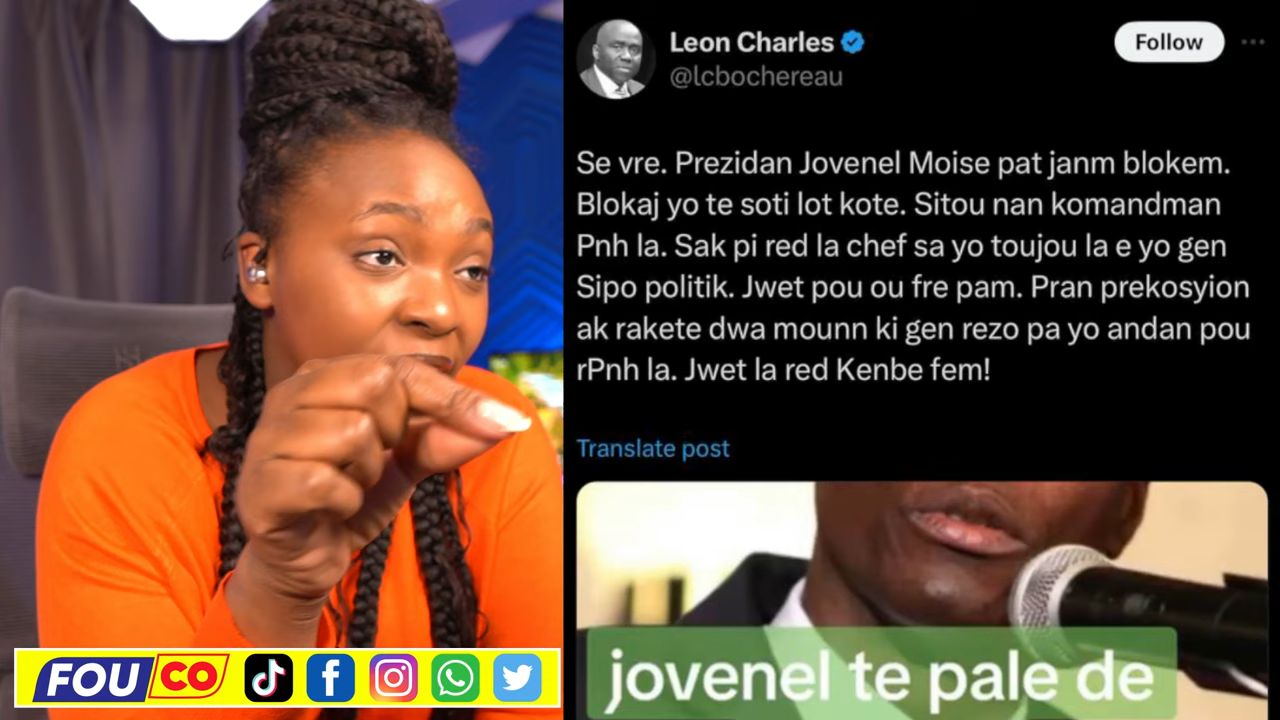 Leon Charles
Follow
@lcbochereau
Se vre. Prezidan Jovenel Moise pat janm blokem.
Blokaj yo te soti lot kote. Sitou nan komandman
Pnh la. Sak pi red la chef sa yo toujou la e yo gen
Sipo politik. Jwet pou ou fre pam. Pran prekosyion
ak rakete dwa mounn ki gen rezo pa yo andan pou
rPnh la. Jwet la red Kenbe fem!
Translate post
jovenel te pale de
FOU CO